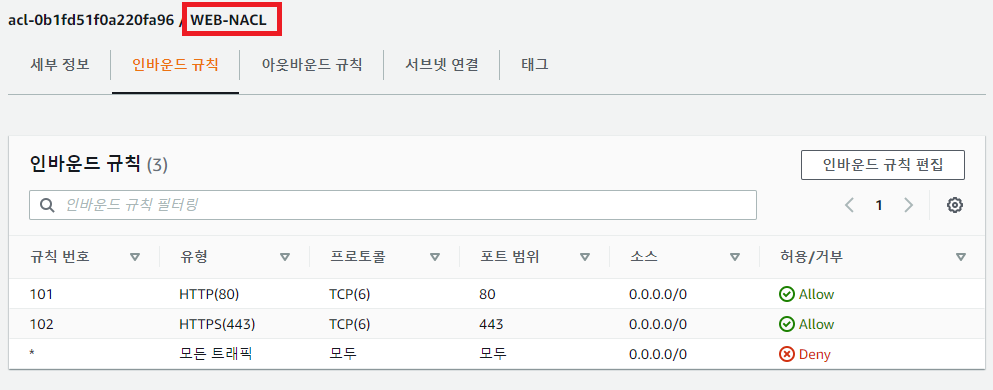 acl-0b1fd51f0a220fa96 / WEB-NACL
세부 정보 인바운드 규칙 아웃바운드 규칙 서브넷 연결 태그
인바운드 규칙 (3) 인바운드 규칙 편집
인바운드 규칙 필터링 1
규칙 번호 유형 프로토콜 포트 범위 소스 허용/거부
101 HTTP(80) TCP(6) 80 0.0.0.0/0 Allow
102 HTTPS(443) TCP(6) 443 0.0.0.0/0 Allow
* 모든 트래픽 모두 모두 0.0.0.0/0 Deny